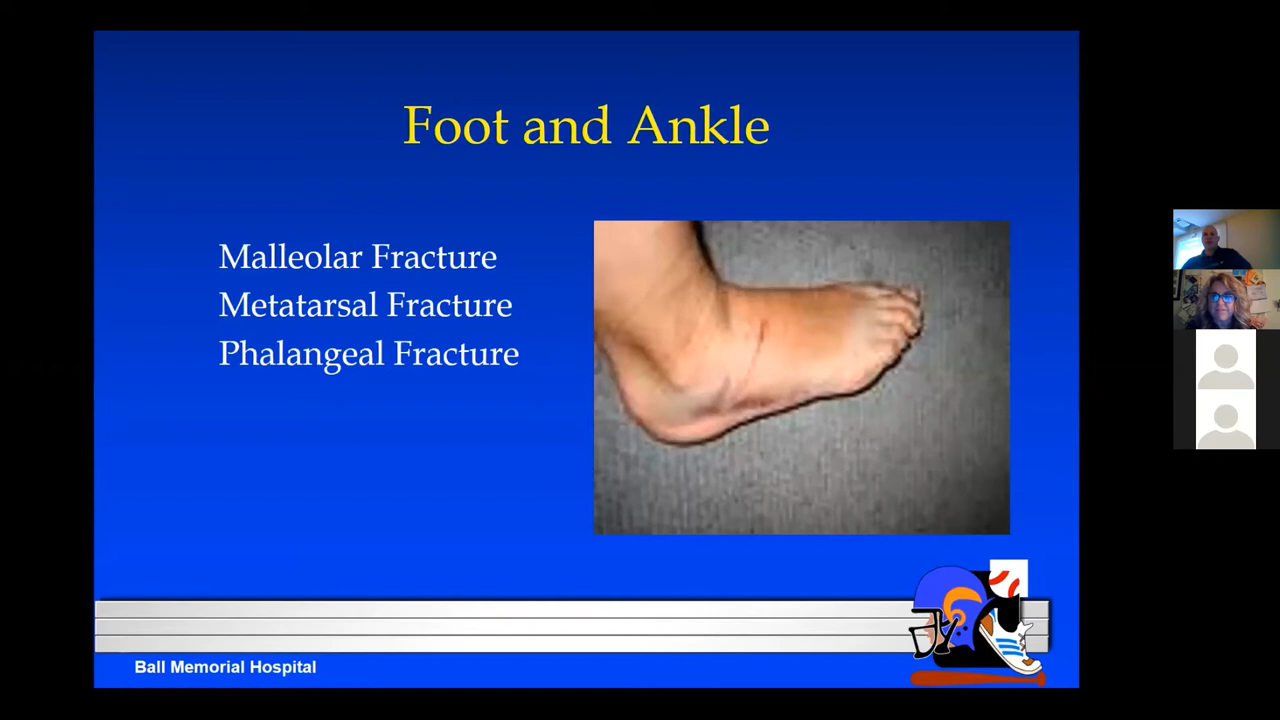 Foot and Ankle
Malleolar Fracture
Metatarsal Fracture
Phalangeal Fracture
Ball Memorial Hospital